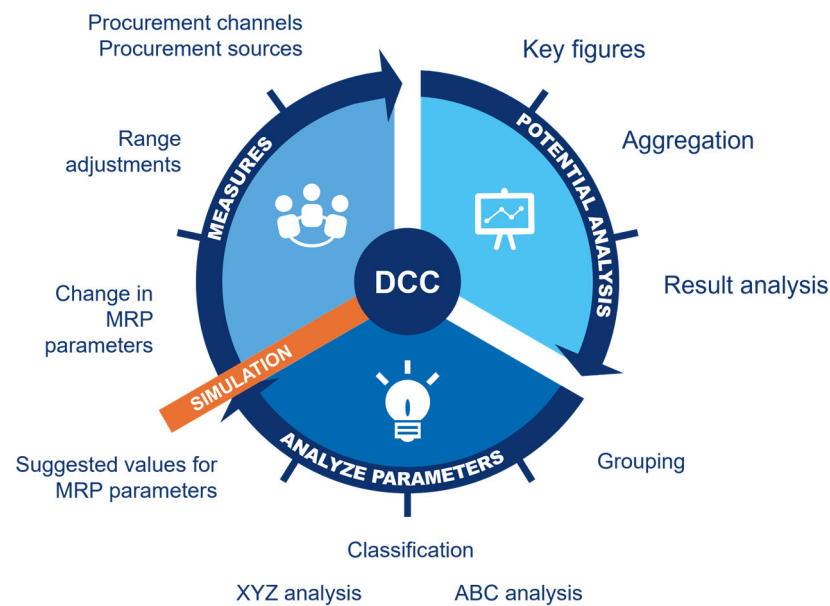 Procurement channels
Procurement sources
Key figures
Range
adjustments
Aggregation
MEASURES
POTENTIAL ANALYSIS
DCC
Change in
MRP
parameters
Result analysis
SIMULATION
ANALYZE PARAMETERS
Suggested values for
MRP parameters
Grouping
Classification
XYZ analysis
ABC analysis